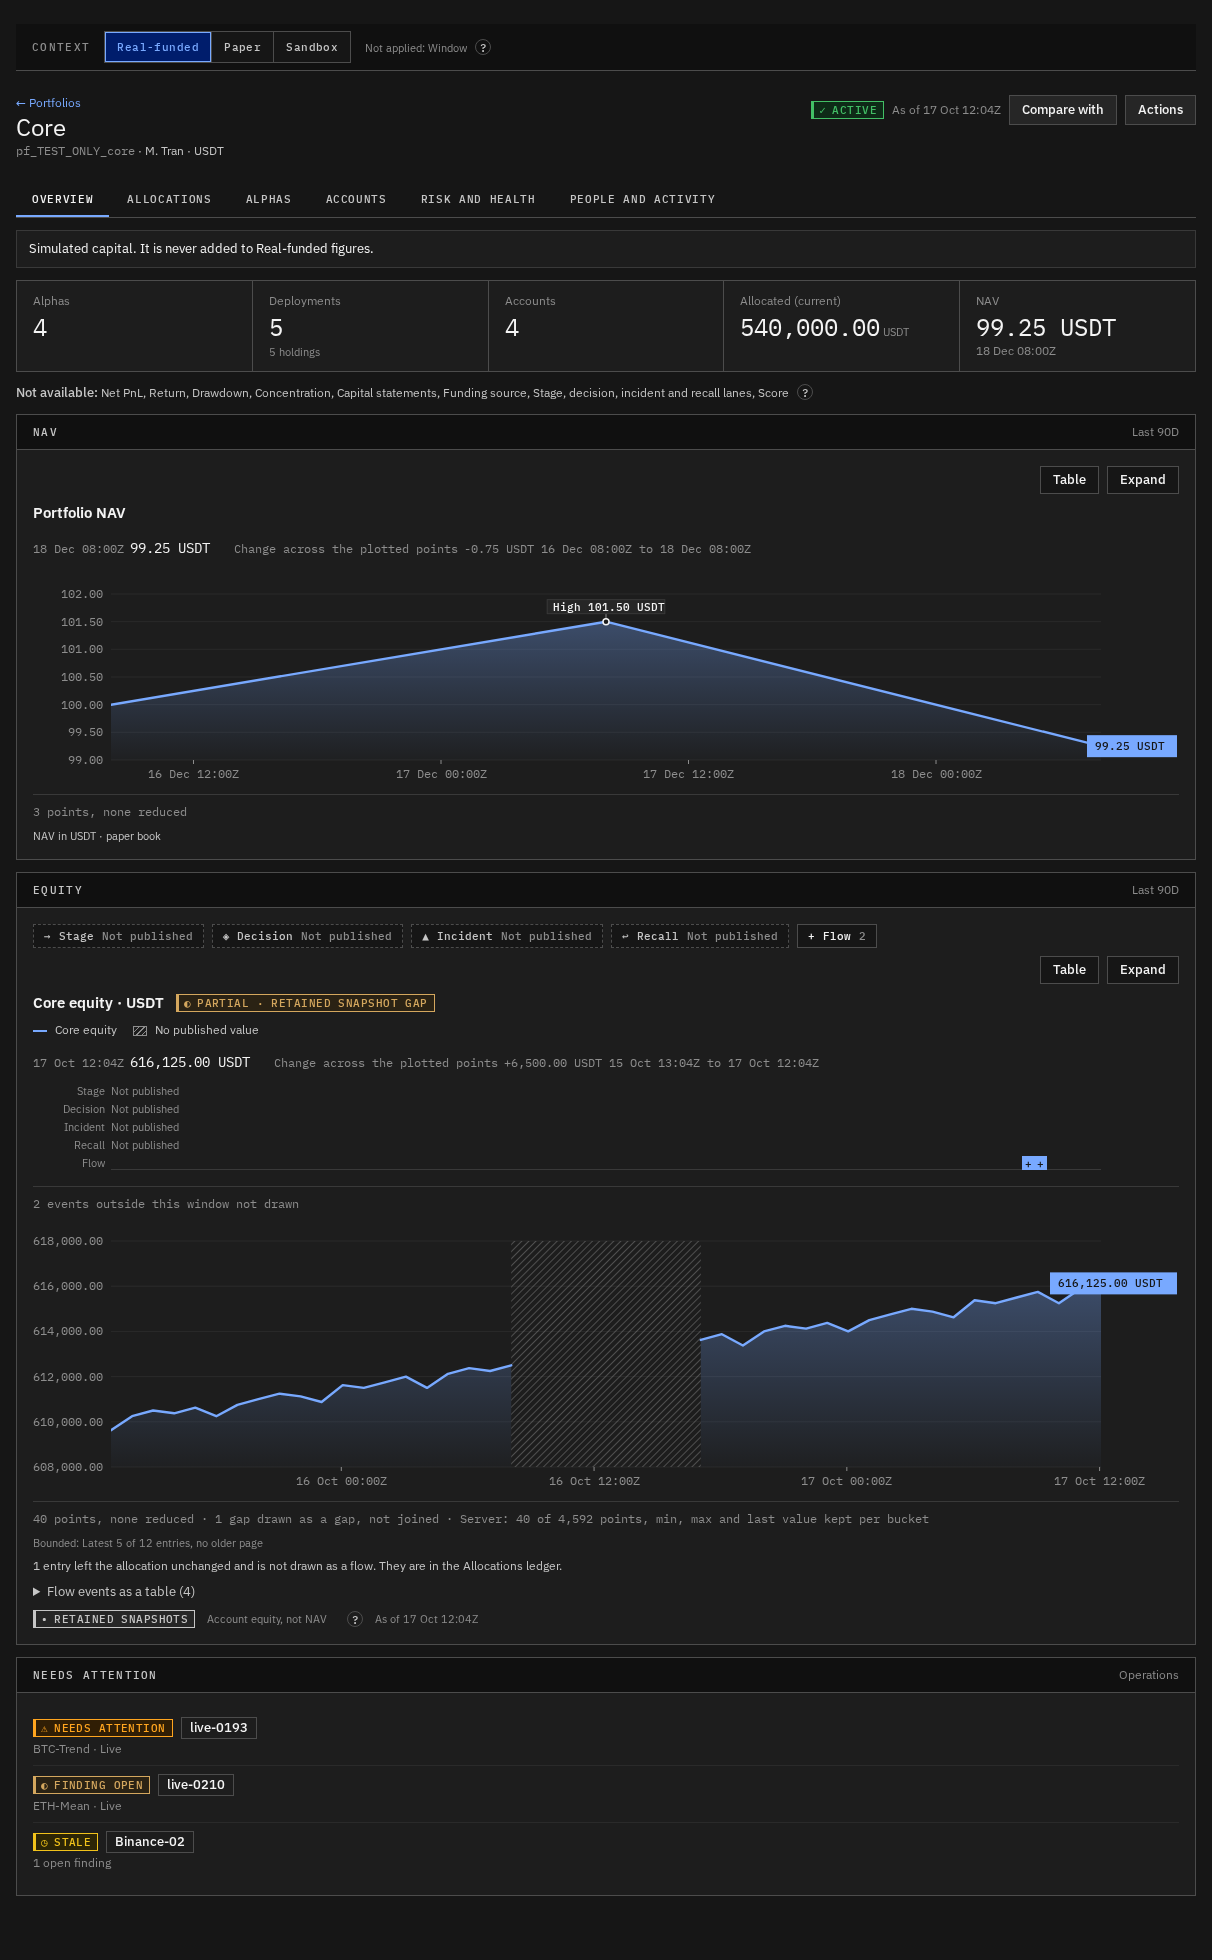 CONTEXT Real-funded Paper Sandbox Not applied: Window ?
← Portfolios
✓ ACTIVE As of 17 Oct 12:04Z Compare with Actions
Core
pf_TEST_ONLY_core · M. Tran · USDT
OVERVIEW ALLOCATIONS ALPHAS ACCOUNTS RISK AND HEALTH PEOPLE AND ACTIVITY
Simulated capital. It is never added to Real-funded figures.
Alphas Deployments Accounts Allocated (current) NAV
4 5 4 540,000.00 USDT 99.25 USDT
5 holdings 18 Dec 08:00Z
Not available: Net PnL, Return, Drawdown, Concentration, Capital statements, Funding source, Stage, decision, incident and recall lanes, Score ?
NAV Last 90D
Table Expand
Portfolio NAV
18 Dec 08:00Z 99.25 USDT Change across the plotted points -0.75 USDT 16 Dec 08:00Z to 18 Dec 08:00Z
102.00
High 101.50 USDT
101.50
101.00
100.50
100.00
99.50
99.25 USDT
99.00
16 Dec 12:00Z 17 Dec 00:00Z 17 Dec 12:00Z 18 Dec 00:00Z
3 points, none reduced
NAV in USDT · paper book
EQUITY Last 90D
→ Stage Not published ◈ Decision Not published ▲ Incident Not published ↩ Recall Not published + Flow 2
Table Expand
Core equity · USDT ◐ PARTIAL · RETAINED SNAPSHOT GAP
Core equity No published value
17 Oct 12:04Z 616,125.00 USDT Change across the plotted points +6,500.00 USDT 15 Oct 13:04Z to 17 Oct 12:04Z
Stage Not published
Decision Not published
Incident Not published
Recall Not published
Flow + +
2 events outside this window not drawn
618,000.00
616,000.00 616,125.00 USDT
614,000.00
612,000.00
610,000.00
608,000.00
16 Oct 00:00Z 16 Oct 12:00Z 17 Oct 00:00Z 17 Oct 12:00Z
40 points, none reduced · 1 gap drawn as a gap, not joined · Server: 40 of 4,592 points, min, max and last value kept per bucket
Bounded: Latest 5 of 12 entries, no older page
1 entry left the allocation unchanged and is not drawn as a flow. They are in the Allocations ledger.
▶ Flow events as a table (4)
▪ RETAINED SNAPSHOTS Account equity, not NAV ? As of 17 Oct 12:04Z
NEEDS ATTENTION Operations
⚠ NEEDS ATTENTION live-0193
BTC-Trend · Live
◐ FINDING OPEN live-0210
ETH-Mean · Live
◷ STALE Binance-02
1 open finding